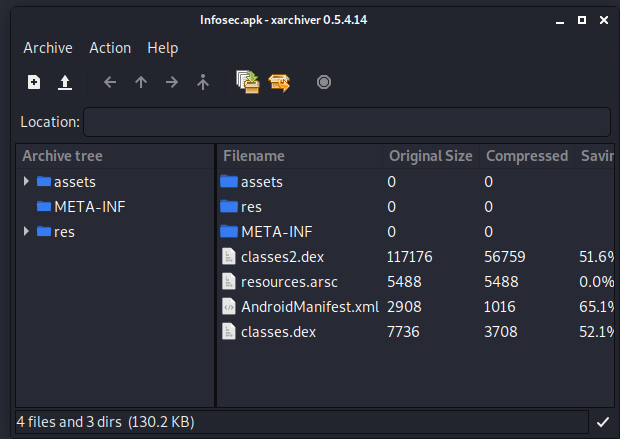 Infosec.apk - xarchiver 0.5.4.14
Archive Action Help
Location:
Archive tree
assets
META-INF
res
Filename Original Size Compressed Savin
assets 0 0
res 0 0
META-INF 0 0
classes2.dex 117176 56759 51.6%
resources.arsc 5488 5488 0.0%
AndroidManifest.xml 2908 1016 65.1%
classes.dex 7736 3708 52.1%
4 files and 3 dirs (130.2 KB)